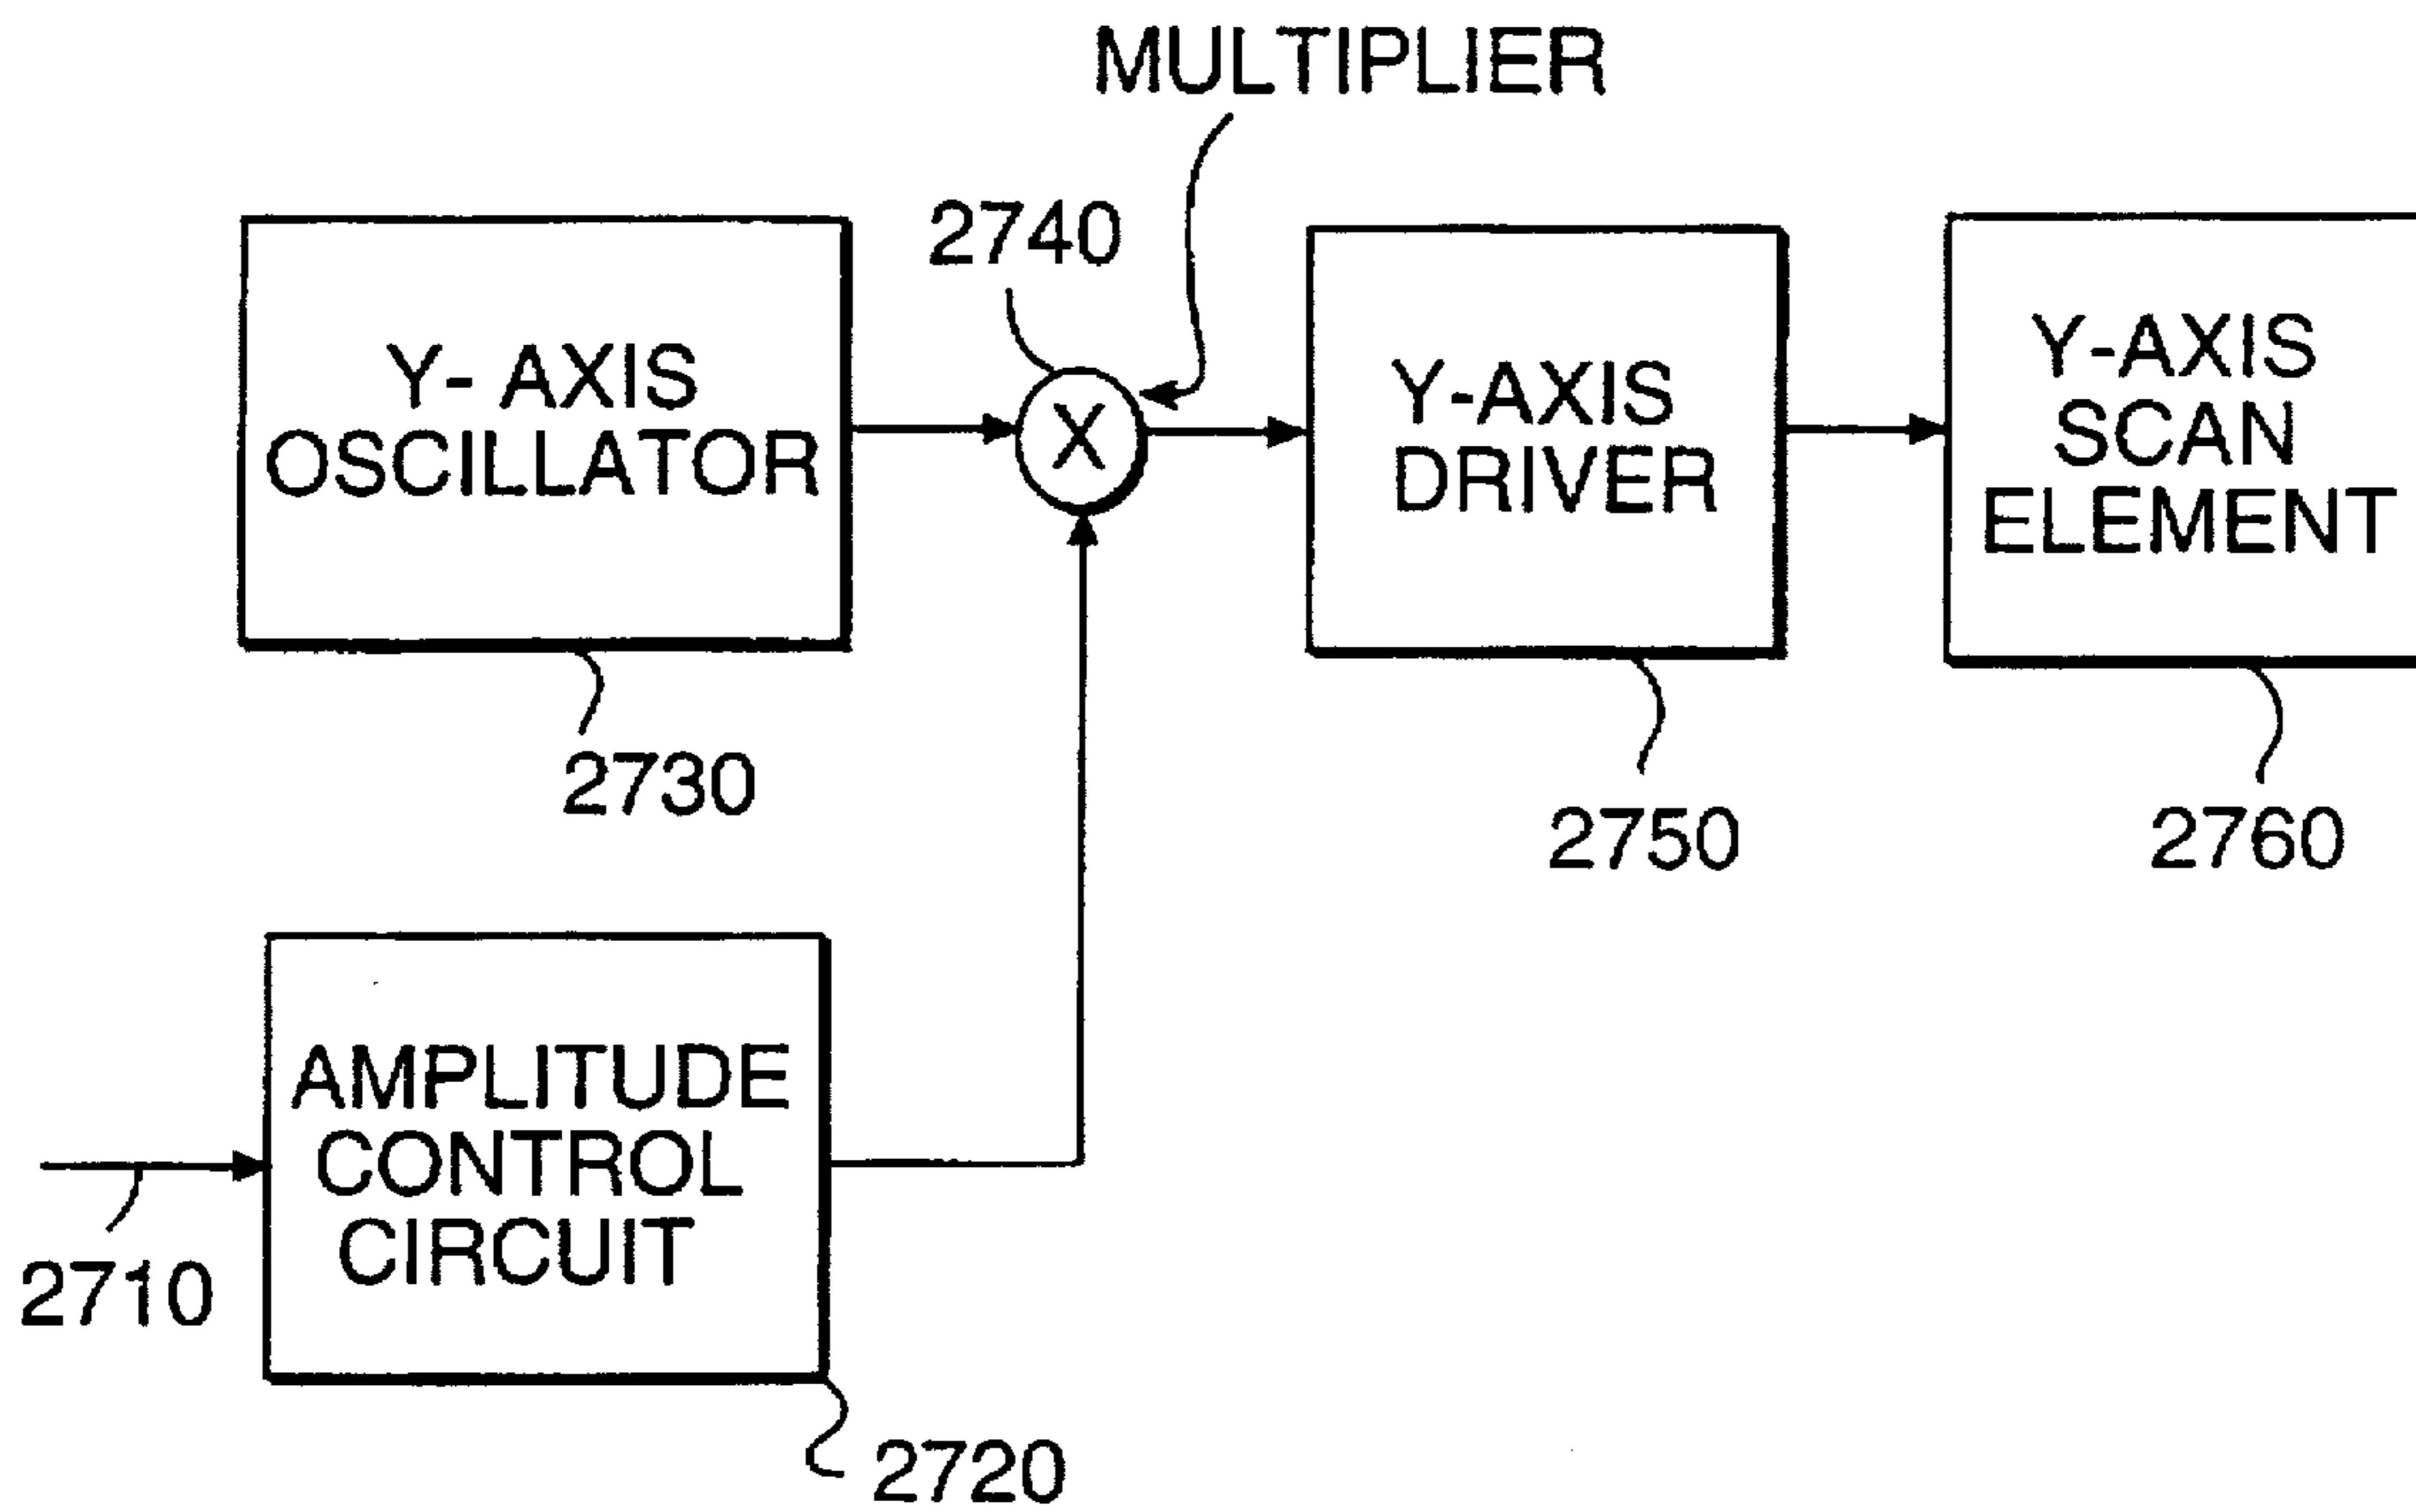 MULTIPLIER
2740
Y- AXIS
OSCILLATOR
X
Y-AXIS
DRIVER
Y-AXIS
SCAN
ELEMENT
2730
2750
2760
AMPLITUDE
CONTROL
CIRCUIT
2710
2720